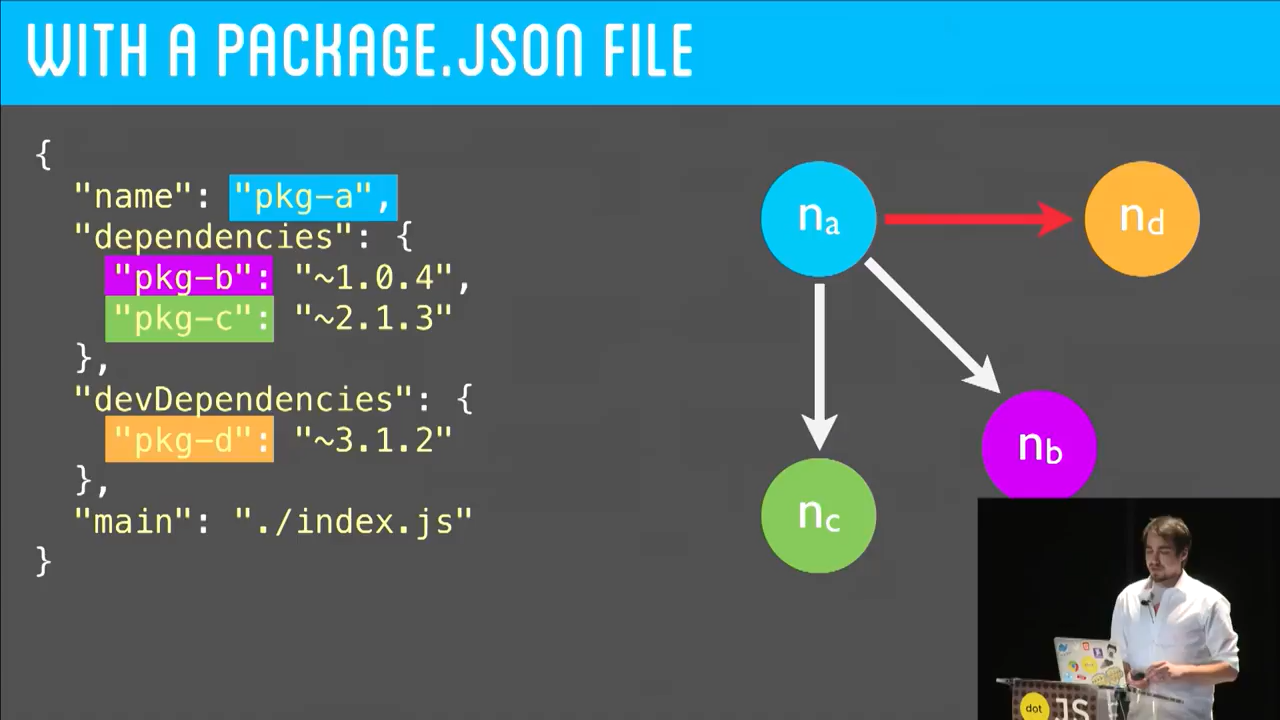 WITH A PACKAGE.JSON FILE
{
"name": "pkg-a",
"dependencies": {
"pkg-b": "~1.0.4",
"pkg-c": "~2.1.3"
},
"devDependencies": {
"pkg-d": "~3.1.2"
},
"main": "./index.js"
}
na
nd
nb
nc
dot
JS